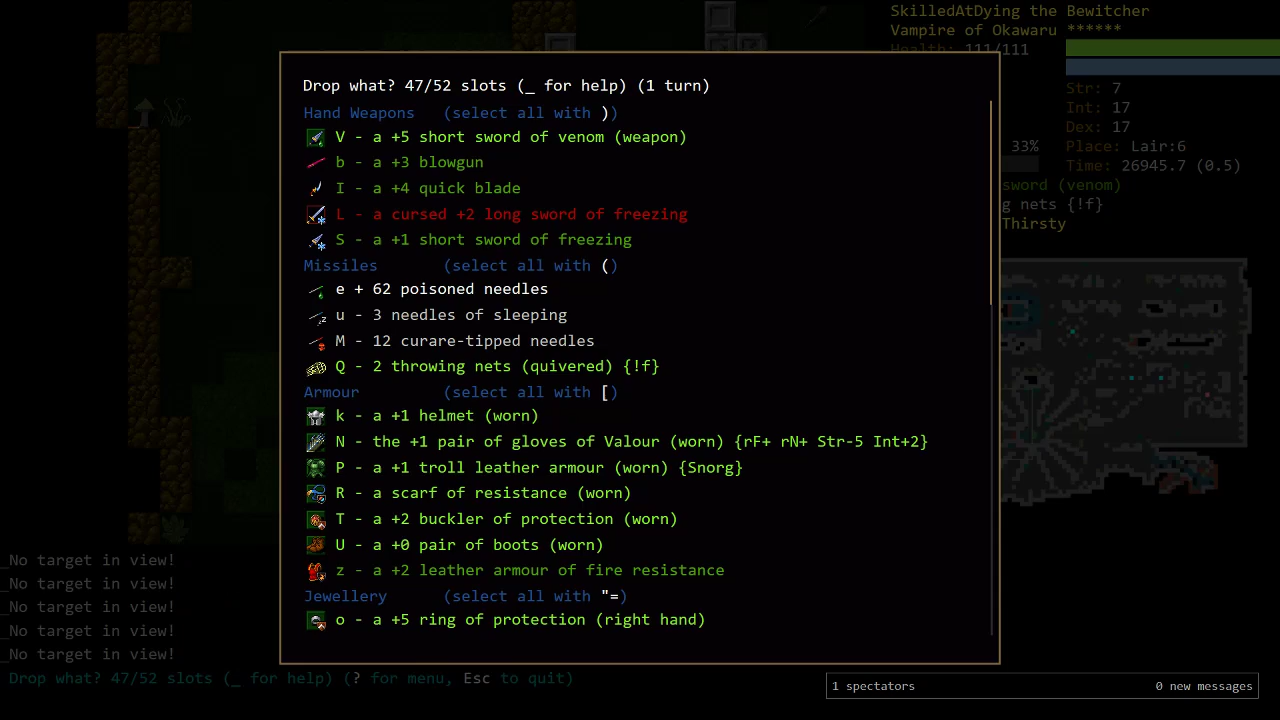 SkilledAtDying the Bewitcher
Vampire of Okawaru ******
Health: 111/111
Str: 7
Int: 17
Dex: 17
33% Place: Lair:6
Time: 26945.7 (0.5)
sword (venom)
g nets {!f}
Thirsty
Drop what? 47/52 slots (_ for help) (1 turn)
Hand Weapons (select all with ))
V - a +5 short sword of venom (weapon)
b - a +3 blowgun
I - a +4 quick blade
L - a cursed +2 long sword of freezing
S - a +1 short sword of freezing
Missiles (select all with ()
e + 62 poisoned needles
u - 3 needles of sleeping
M - 12 curare-tipped needles
Q - 2 throwing nets (quivered) {!f}
Armour (select all with [)
k - a +1 helmet (worn)
N - the +1 pair of gloves of Valour (worn) {rF+ rN+ Str-5 Int+2}
P - a +1 troll leather armour (worn) {Snorg}
R - a scarf of resistance (worn)
T - a +2 buckler of protection (worn)
U - a +0 pair of boots (worn)
z - a +2 leather armour of fire resistance
Jewellery (select all with "=)
o - a +5 ring of protection (right hand)
_No target in view!
_No target in view!
_No target in view!
_No target in view!
_No target in view!
Drop what? 47/52 slots (_ for help) (? for menu, Esc to quit)
1 spectators 0 new messages